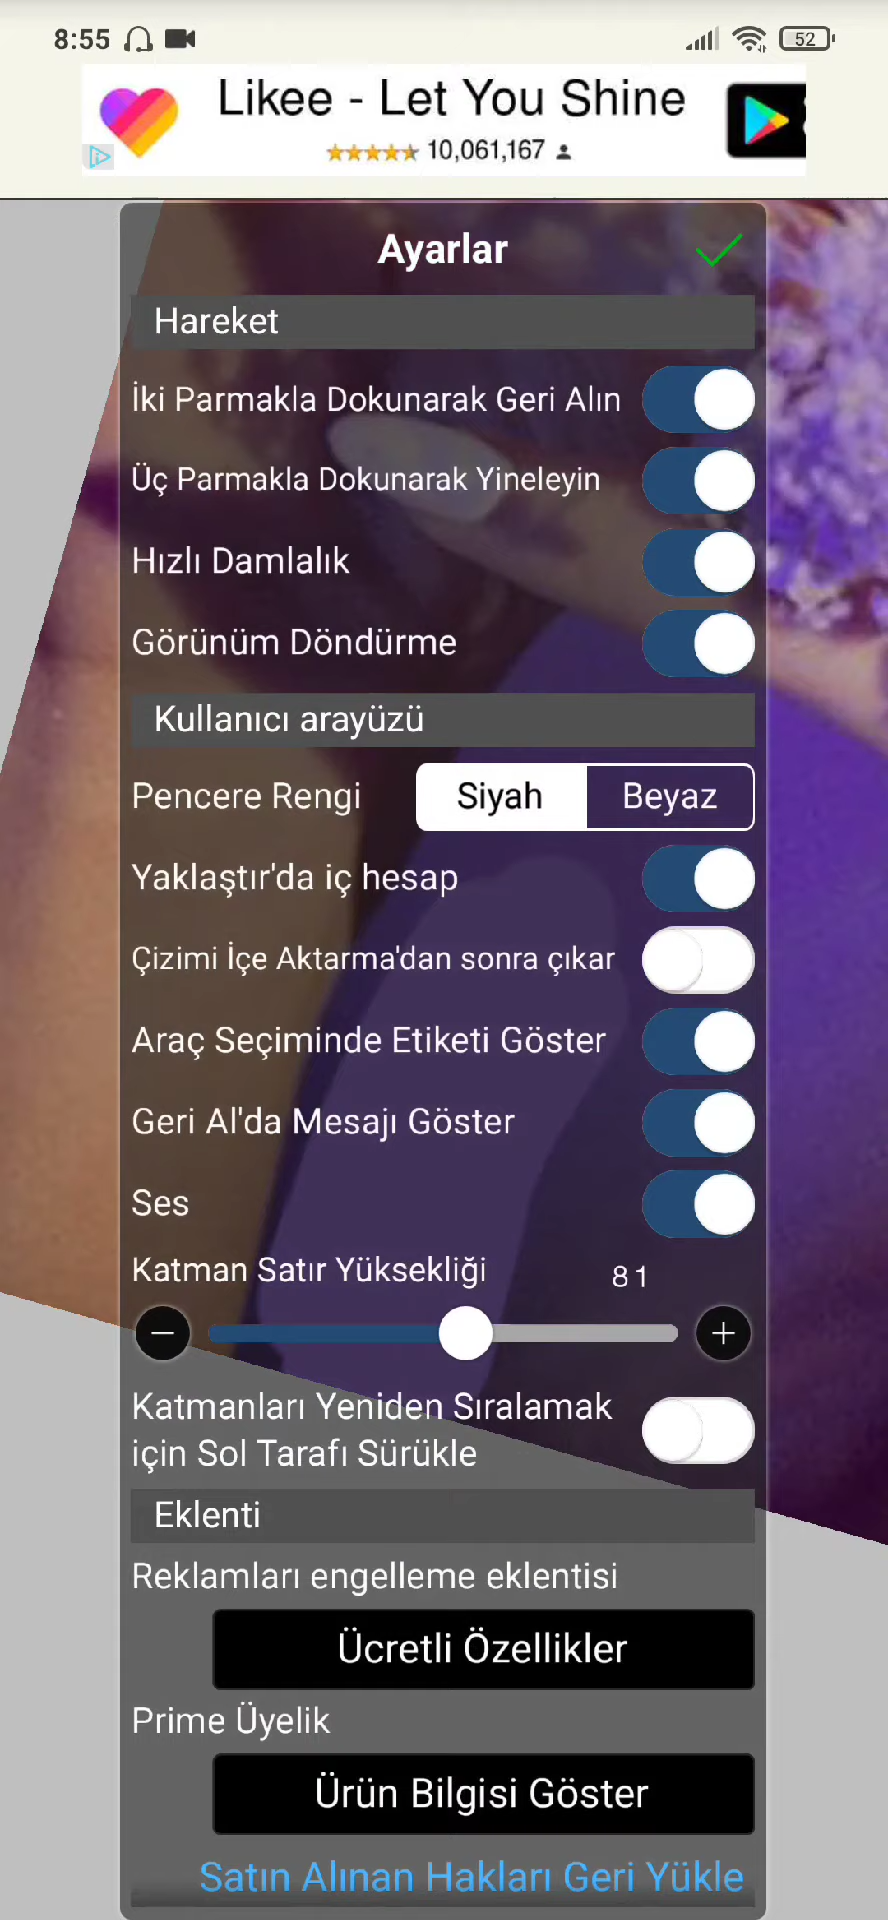 8:55
52
Likee - Let You Shine
10,061,167
Ayarlar
Hareket
İki Parmakla Dokunarak Geri Alın
Üç Parmakla Dokunarak Yineleyin
Hızlı Damlalık
Görünüm Döndürme
Kullanıcı arayüzü
Pencere Rengi Siyah Beyaz
Yaklaştır'da iç hesap
Çizimi İçe Aktarma'dan sonra çıkar
Araç Seçiminde Etiketi Göster
Geri Al'da Mesajı Göster
Ses
Katman Satır Yüksekliği 81
Katmanları Yeniden Sıralamak
için Sol Tarafı Sürükle
Eklenti
Reklamları engelleme eklentisi
Ücretli Özellikler
Prime Üyelik
Ürün Bilgisi Göster
Satın Alınan Hakları Geri Yükle